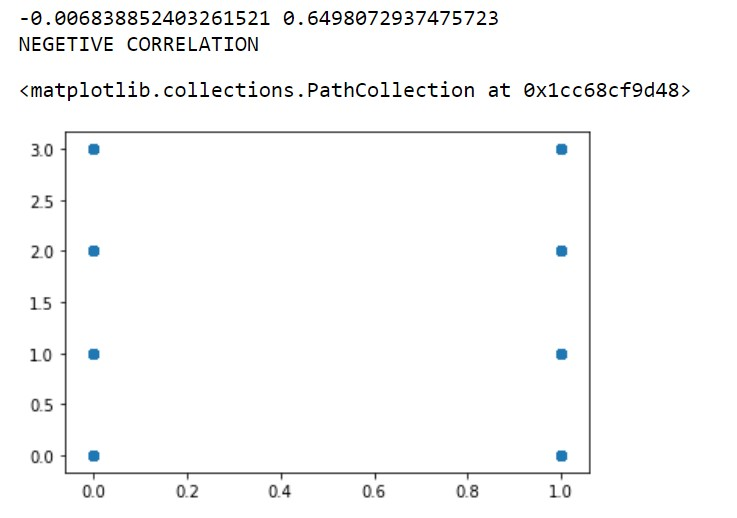 -0.006838852403261521 0.6498072937475723
NEGETIVE CORRELATION
<matplotlib.collections.PathCollection at 0x1cc68cf9d48>
3.0
2.5
2.0
1.5
1.0
0.5
0.0
0.0 0.2 0.4 0.6 0.8 1.0